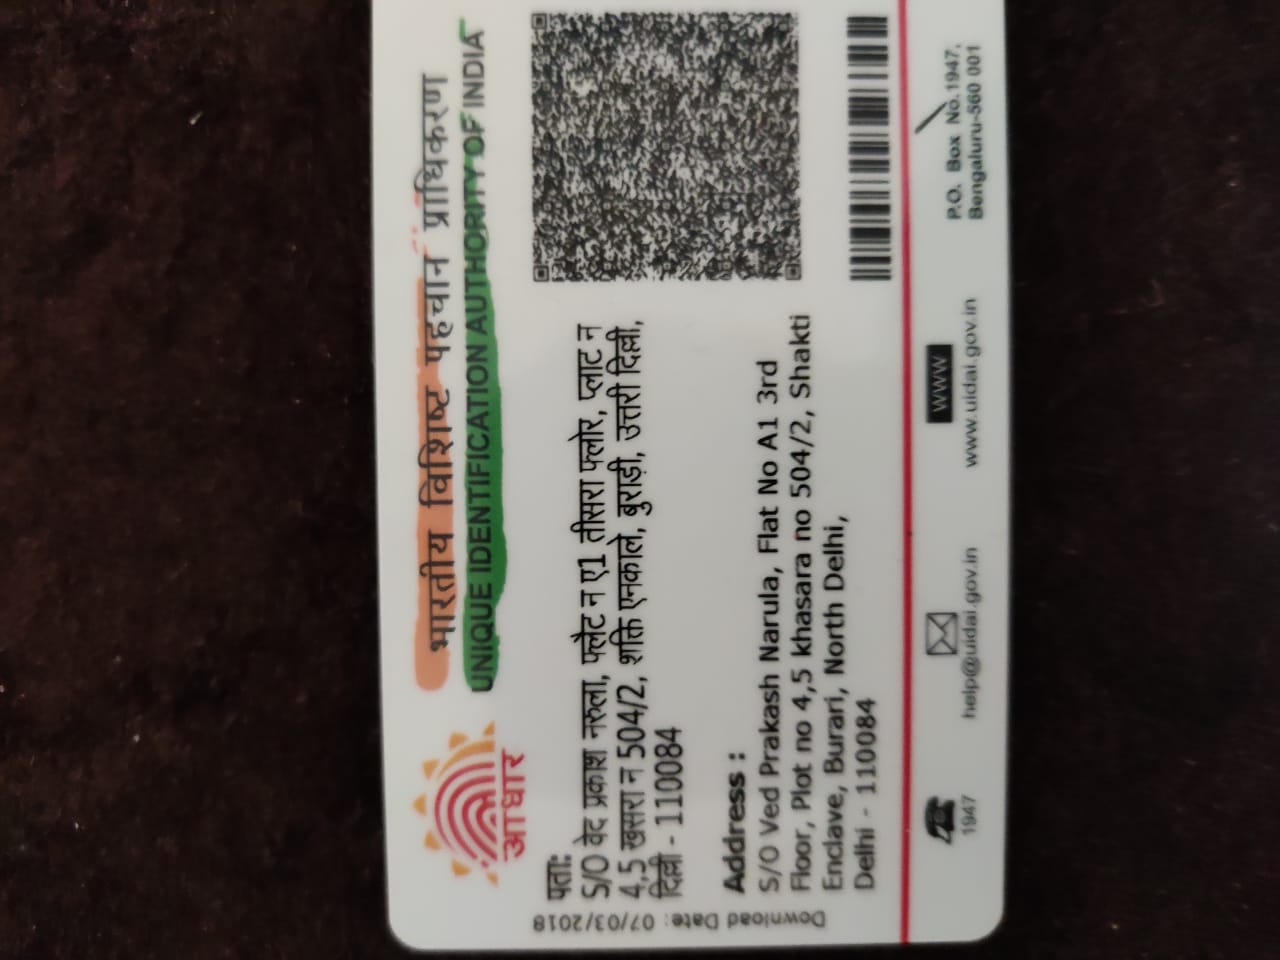 भारतीय विशिष्ट पहचान प्राधिकरण
UNIQUE IDENTIFICATION AUTHORITY OF INDIA
आधार
पता:
S/O वेद प्रकाश नरुला, फ्लैट न ए1 तीसरा फ्लोर, प्लाट न
4,5 खसरा न 504/2, शक्ति एनकाले, बुराड़ी, उत्तरी दिल्ली,
दिल्ली - 110084
Address :
S/O Ved Prakash Narula, Flat No A1 3rd
Floor, Plot no 4,5 khasara no 504/2, Shakti
Enclave, Burari, North Delhi,
Delhi - 110084
Download Date: 07/03/2018
1947
help@uidai.gov.in
WWW
www.uidai.gov.in
P.O. Box No.1947,
Bengaluru-560 001